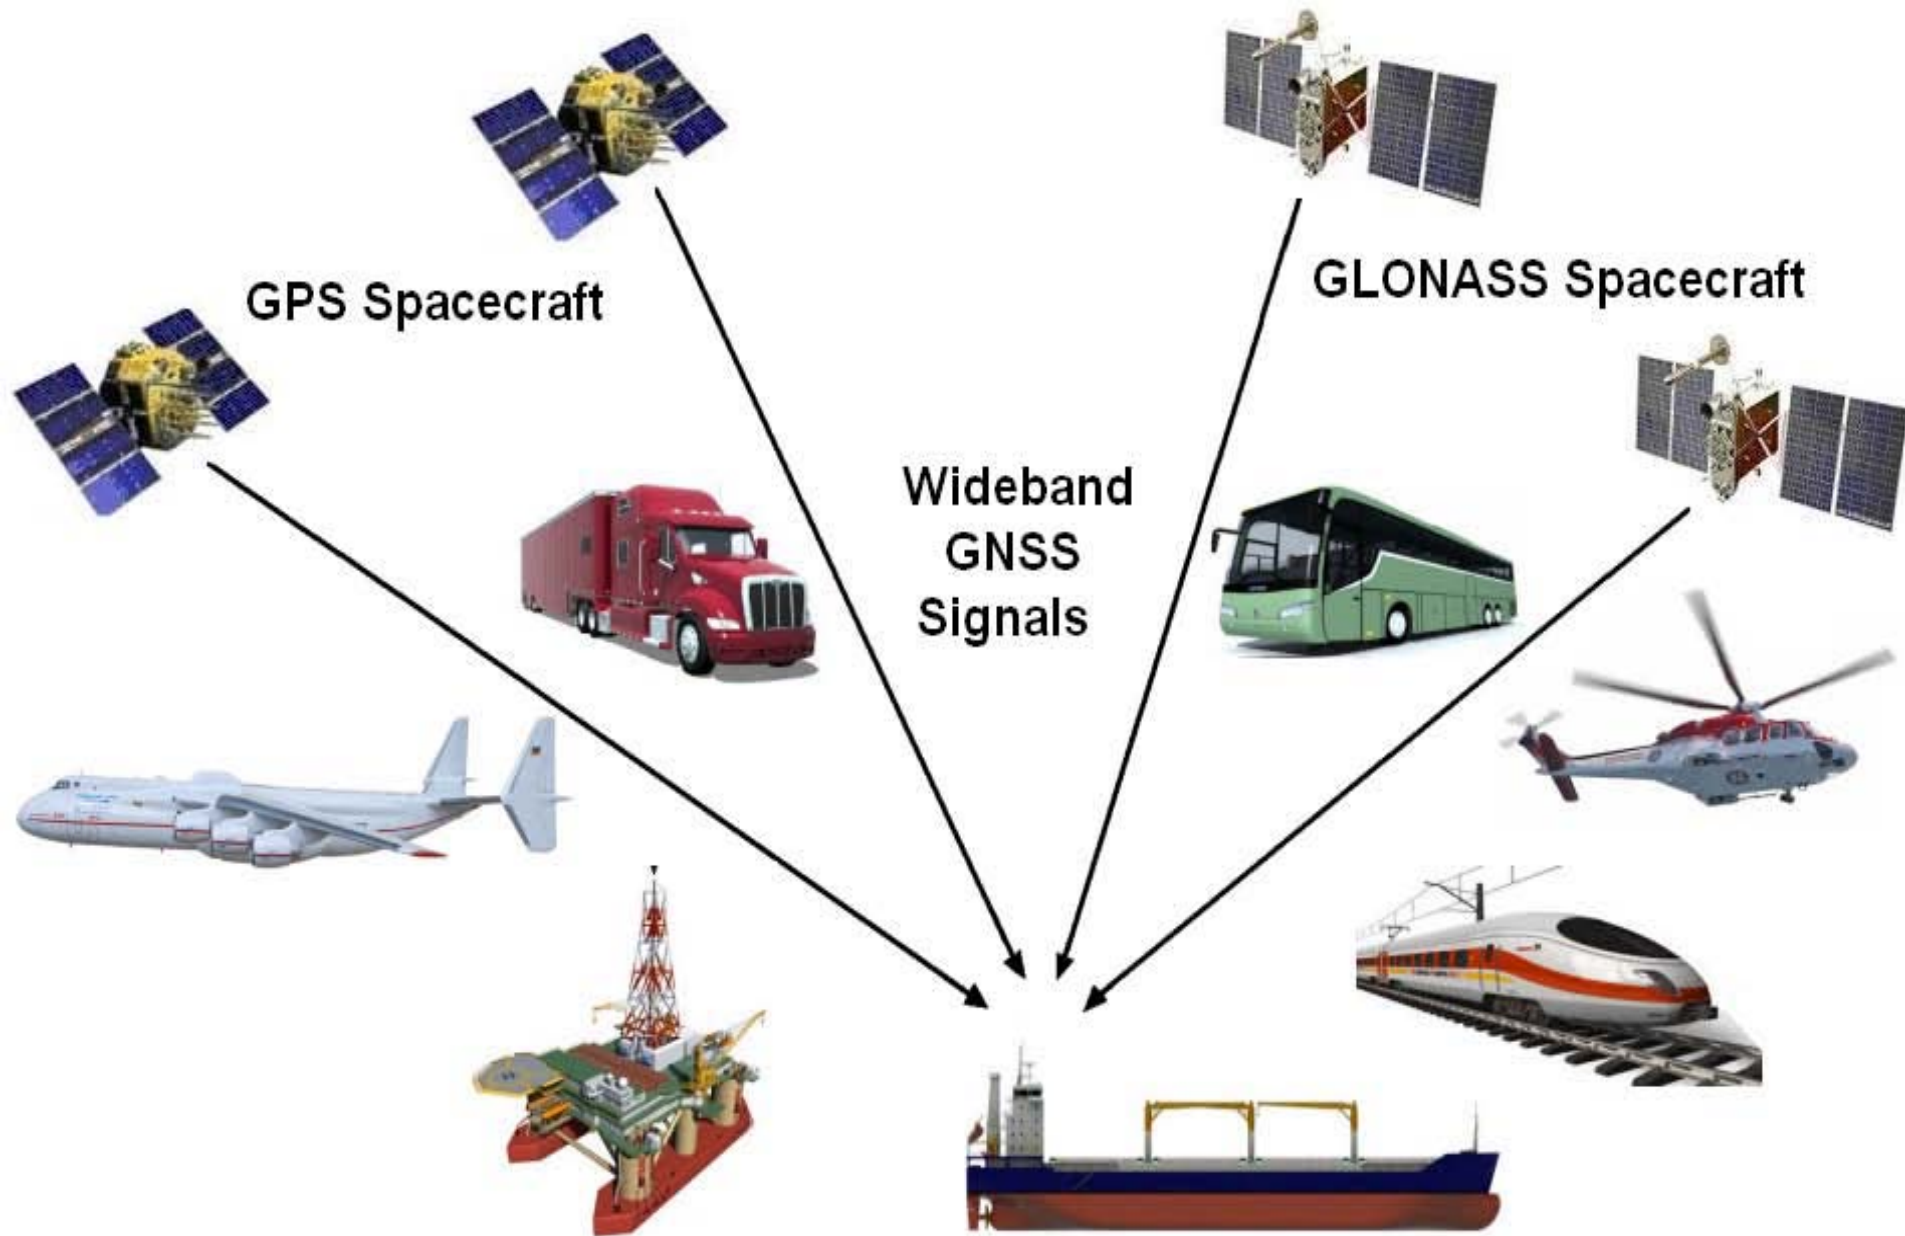 GPS Spacecraft
GLONASS Spacecraft
Wideband
GNSS
Signals